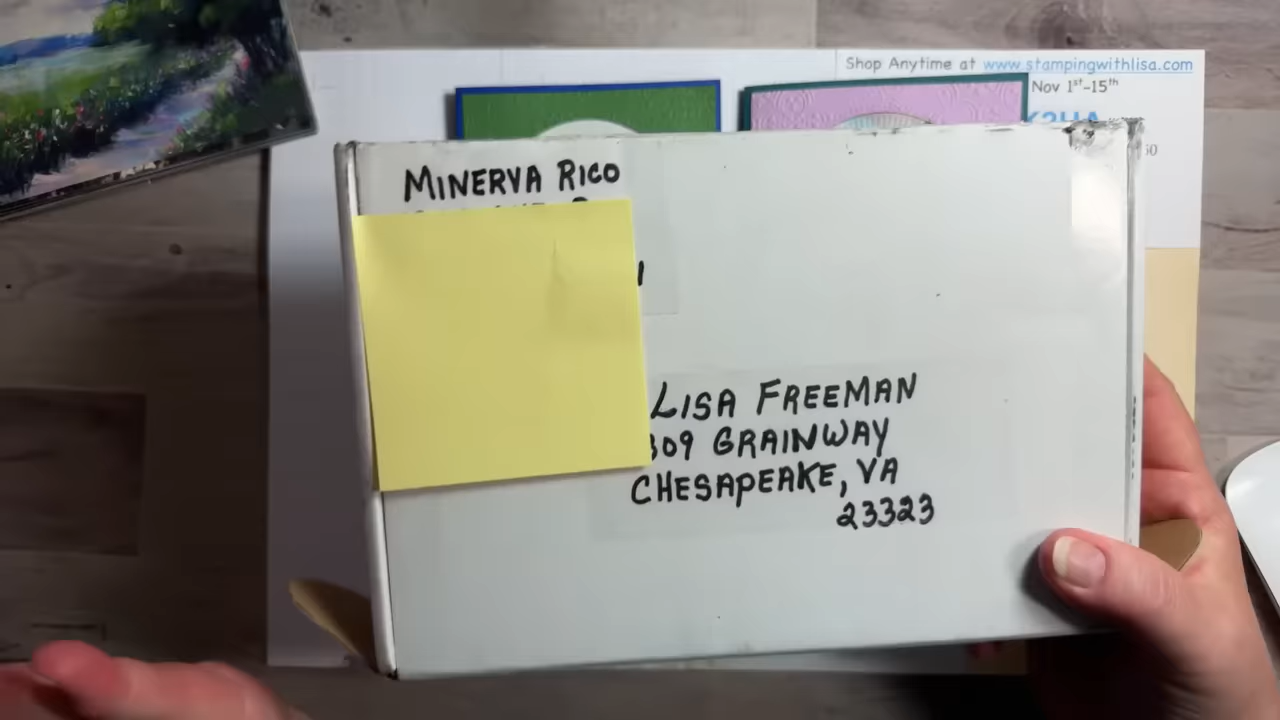 Shop Anytime at www.stampingwithlisa.com
Nov 1st-15th
MINERVA RICO
LISA FREEMAN
309 GRAINWAY
CHESAPEAKE, VA
23323